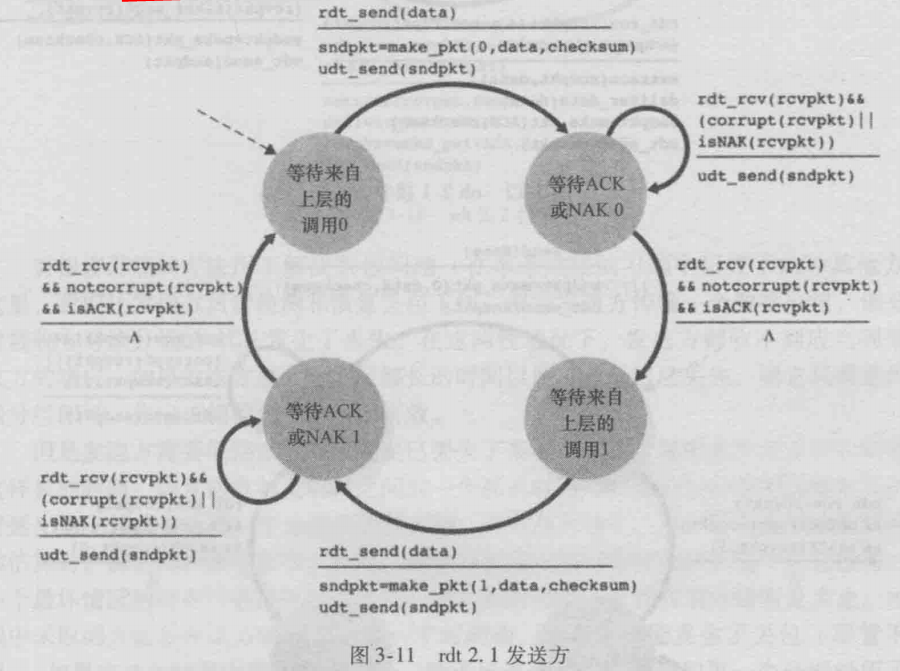 rdt_send(data)
sndpkt=make_pkt(0,data,checksum)
udt_send(sndpkt)
rdt_rcv(rcvpkt)&&
(corrupt(rcvpkt)||
isNAK(rcvpkt))
udt_send(sndpkt)
等待来自
上层的
调用0
等待ACK
或NAK 0
rdt_rcv(rcvpkt)
&& notcorrupt(rcvpkt)
&& isACK(rcvpkt)
Λ
rdt_rcv(rcvpkt)
&& notcorrupt(rcvpkt)
&& isACK(rcvpkt)
Λ
等待ACK
或NAK 1
等待来自
上层的
调用1
rdt_rcv(rcvpkt)&&
(corrupt(rcvpkt)||
isNAK(rcvpkt))
udt_send(sndpkt)
rdt_send(data)
sndpkt=make_pkt(1,data,checksum)
udt_send(sndpkt)
图 3-11 rdt 2.1 发送方